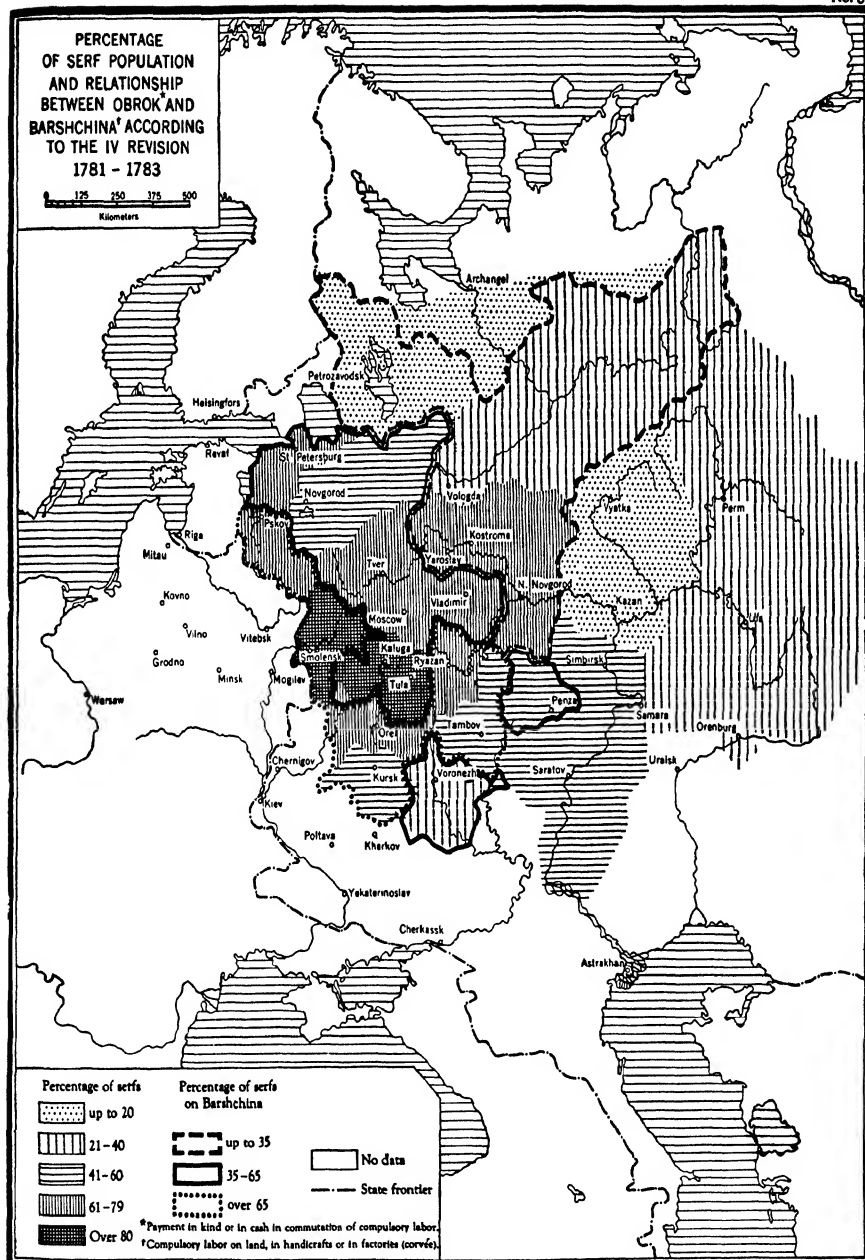 PERCENTAGE
OF SERF POPULATION
AND RELATIONSHIP
BETWEEN OBROK* AND
BARSHCHINA† ACCORDING
TO THE IV REVISION
1781 - 1783
0 125 250 375 500
Kilometers
Archangel
Petrozavodsk
Helsingfors
Reval
St Petersburg
Novgorod
Vologda
Vyatka
Perm
Pskov
Kostroma
Riga
Mitau
Tver
Yaroslav
N. Novgorod
Vladimir
Kazan
Kovno
Moscow
Ufa
Vilno
Vitebsk
Kaluga
Smolensk
Ryazan
Simbirsk
Grodno
Minsk
Mogilev
Tula
Penza
Samara
Warsaw
Orel
Tambov
Orenburg
Chernigov
Kursk
Voronezh
Saratov
Uralsk
Kiev
Poltava
Kharkov
Yekaterinoslav
Cherkassk
Astrakhan
Percentage of serfs
up to 20
21-40
41-60
61-79
Over 80
Percentage of serfs
on Barshchina
up to 35
35-65
over 65
No data
State frontier
*Payment in kind or in cash in commutation of compulsory labor.
†Compulsory labor on land, in handicrafts or in factories (corvée).